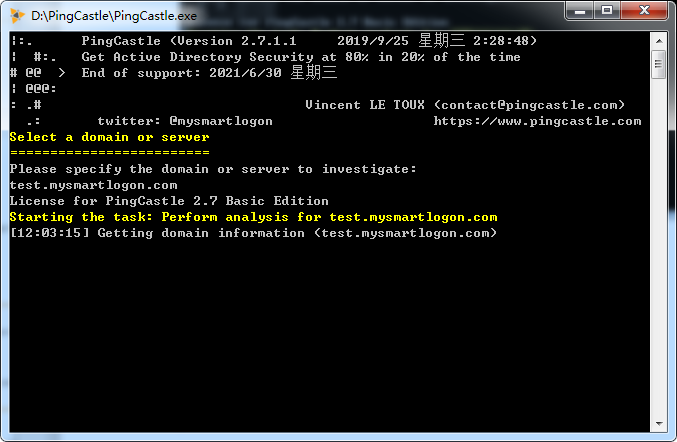 D:\PingCastle\PingCastle.exe
|:.      PingCastle (Version 2.7.1.1     2019/9/25 星期三 2:28:48)
|  #:.   Get Active Directory Security at 80% in 20% of the time
# @@  >  End of support: 2021/6/30 星期三
| @@@:
: .#                                 Vincent LE TOUX (contact@pingcastle.com)
  .:       twitter: @mysmartlogon                    https://www.pingcastle.com
Select a domain or server
=========================
Please specify the domain or server to investigate:
test.mysmartlogon.com
License for PingCastle 2.7 Basic Edition
Starting the task: Perform analysis for test.mysmartlogon.com
[12:03:15] Getting domain information (test.mysmartlogon.com)